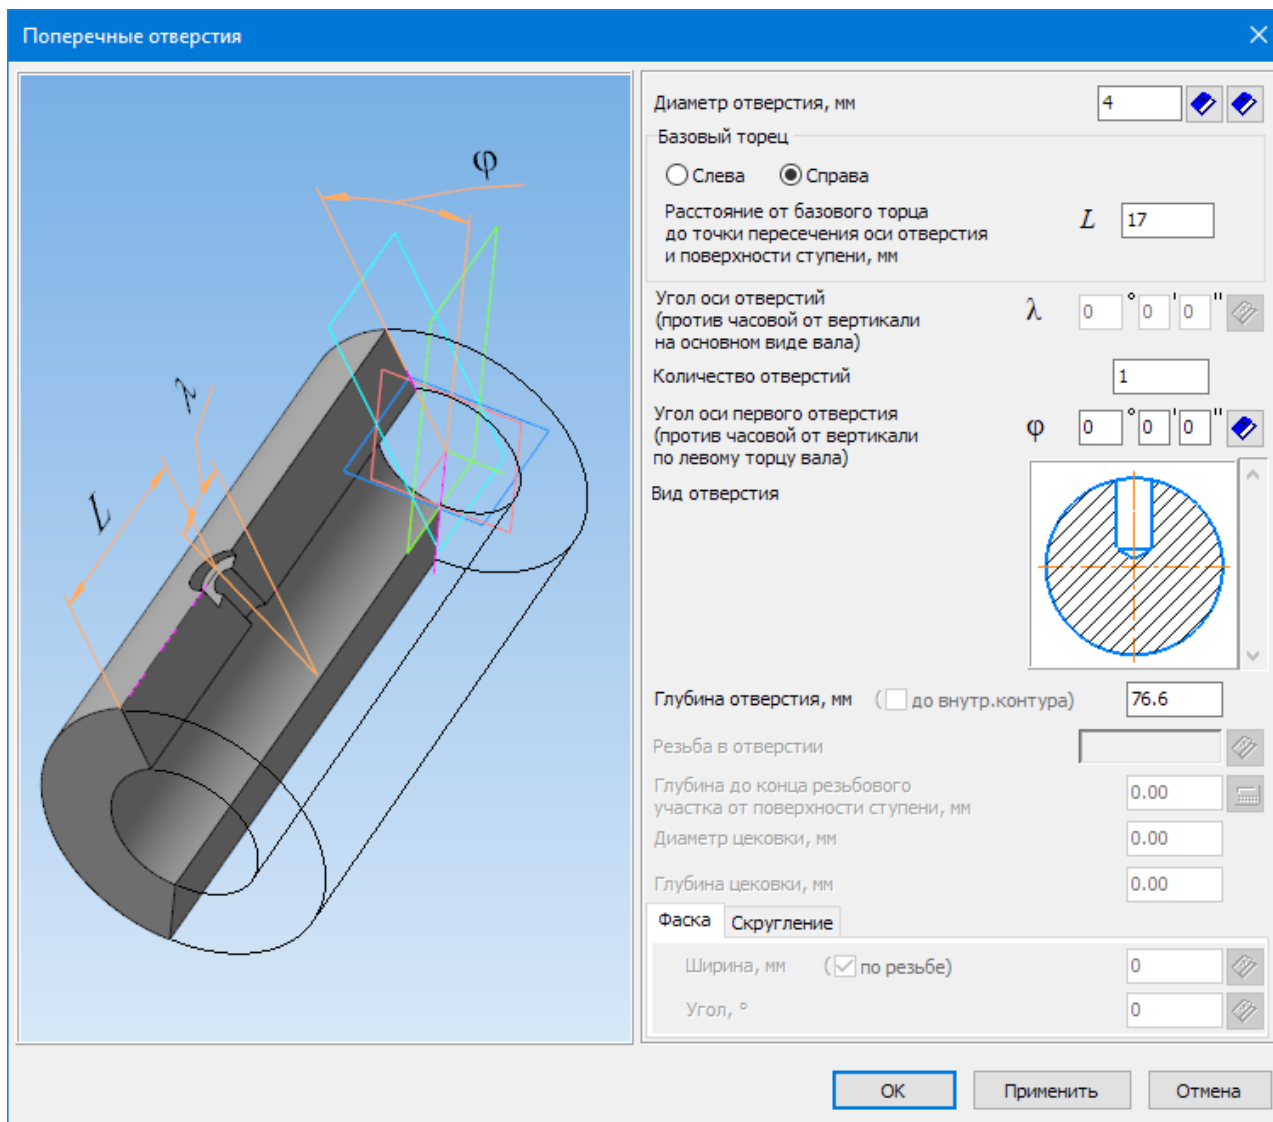 Поперечные отверстия
φ
λ
L
Диаметр отверстия, мм 4
Базовый торец
Слева Справа
Расстояние от базового торца
до точки пересечения оси отверстия L 17
и поверхности ступени, мм
Угол оси отверстий
(против часовой от вертикали λ 0 ° 0 ' 0 "
на основном виде вала)
Количество отверстий 1
Угол оси первого отверстия
(против часовой от вертикали φ 0 ° 0 ' 0 "
по левому торцу вала)
Вид отверстия
Глубина отверстия, мм ( до внутр.контура) 76.6
Резьба в отверстии
Глубина до конца резьбового 0.00
участка от поверхности ступени, мм
Диаметр цековки, мм 0.00
Глубина цековки, мм 0.00
Фаска Скругление
Ширина, мм ( по резьбе) 0
Угол, ° 0
OK Применить Отмена